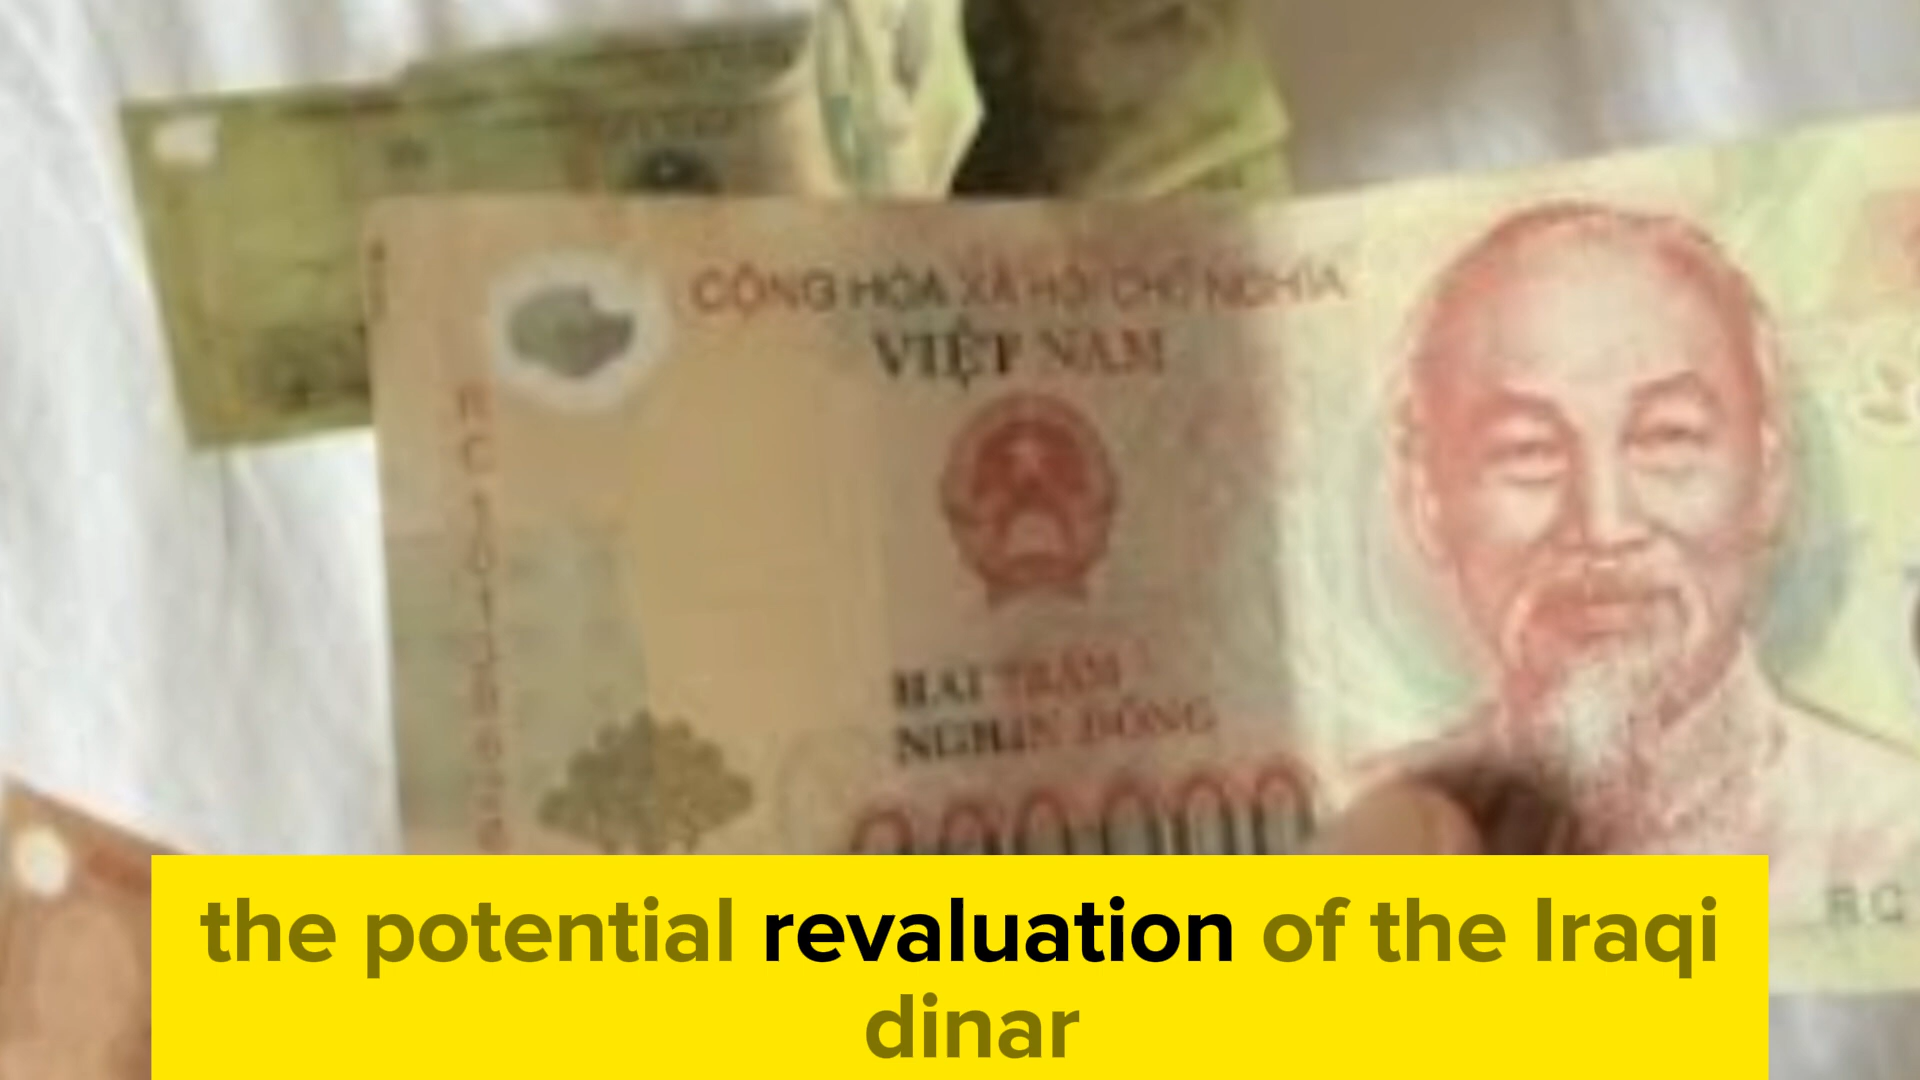 CỘNG HÒA XÃ HỘI CHỦ NGHĨA
VIỆT NAM
HAI TRĂM
NGHÌN ĐỒNG
200000
the potential revaluation of the Iraqi
dinar